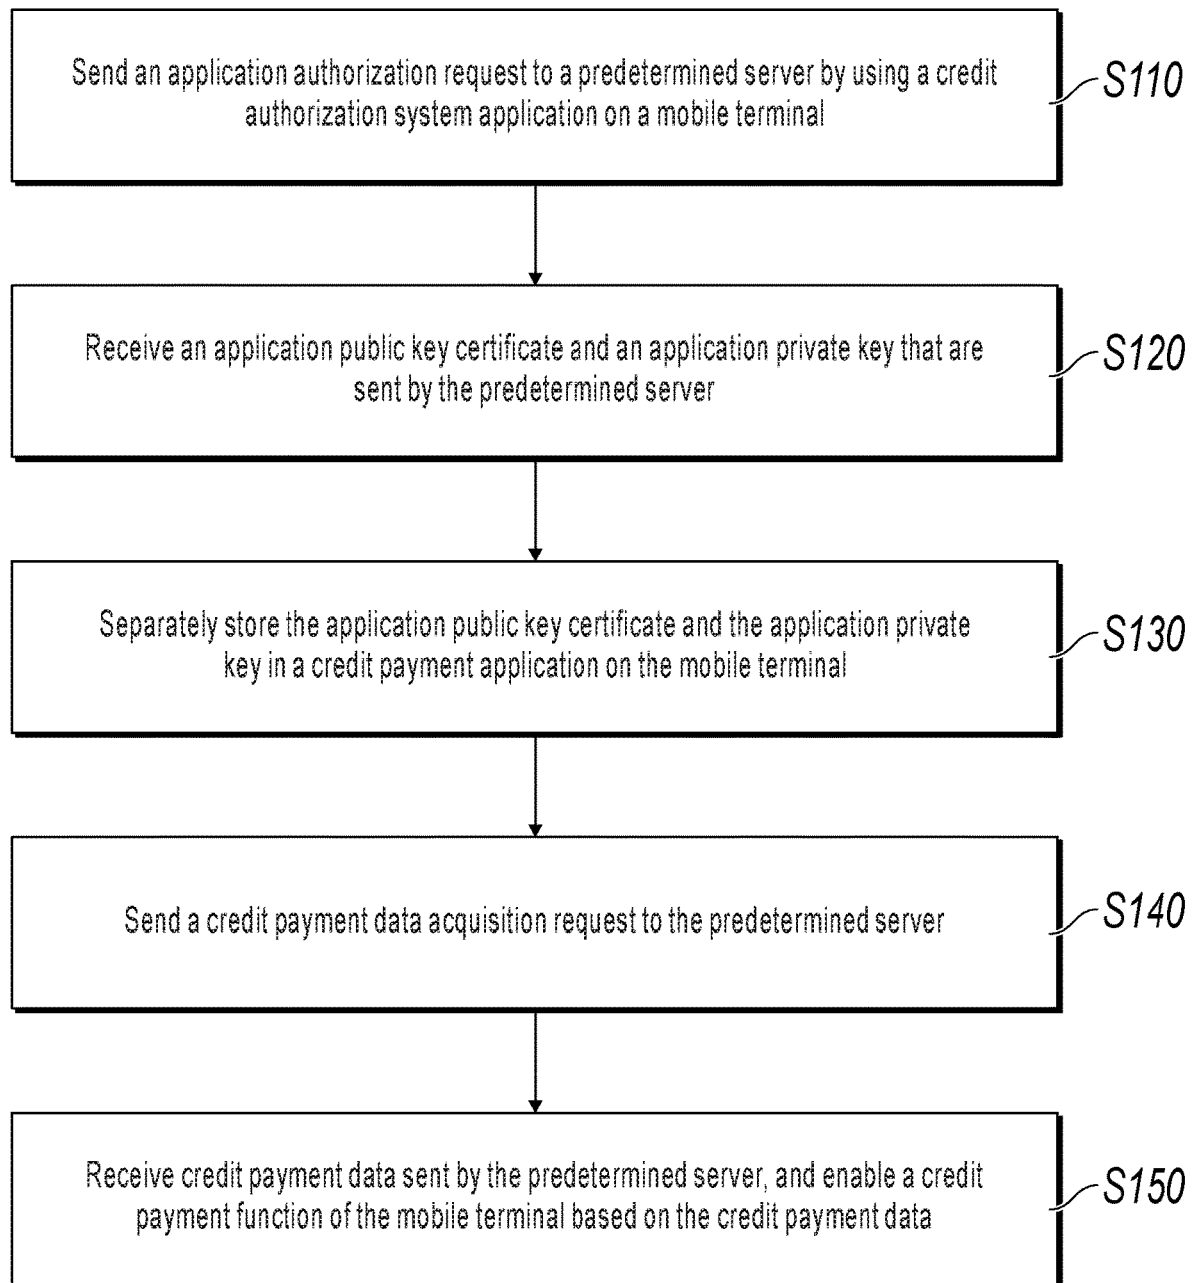 Send an application authorization request to a predetermined server by using a credit
authorization system application on a mobile terminal
S110
Receive an application public key certificate and an application private key that are
sent by the predetermined server
S120
Separately store the application public key certificate and the application private
key in a credit payment application on the mobile terminal
S130
Send a credit payment data acquisition request to the predetermined server
S140
Receive credit payment data sent by the predetermined server, and enable a credit
payment function of the mobile terminal based on the credit payment data
S150